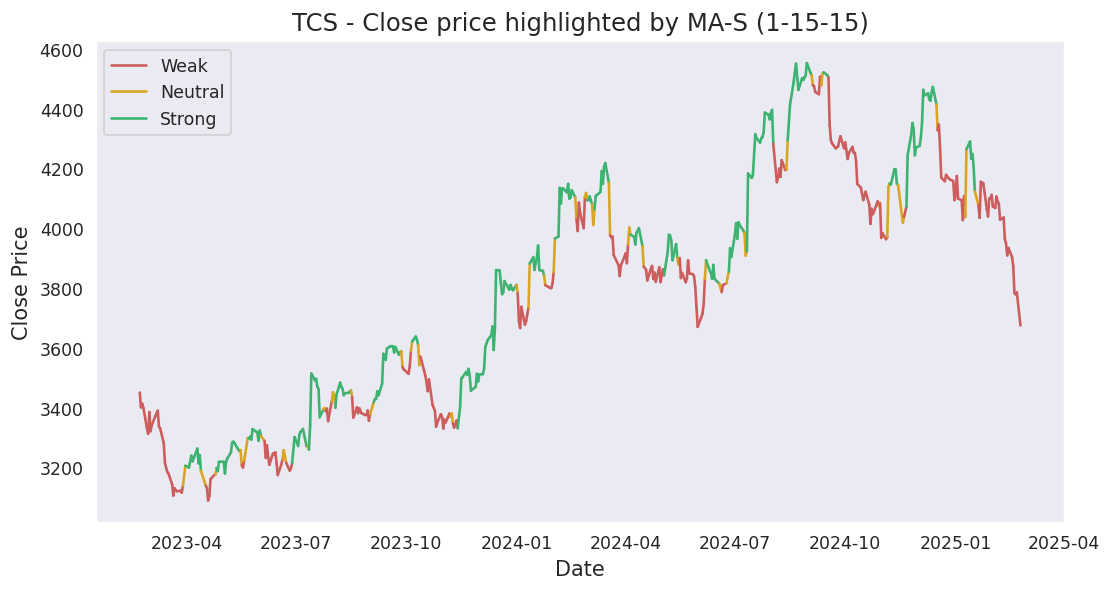 TCS - Close price highlighted by MA-S (1-15-15)
Weak
Neutral
Strong
Close Price
4600
4400
4200
4000
3800
3600
3400
3200
2023-04 2023-07 2023-10 2024-01 2024-04 2024-07 2024-10 2025-01 2025-04
Date